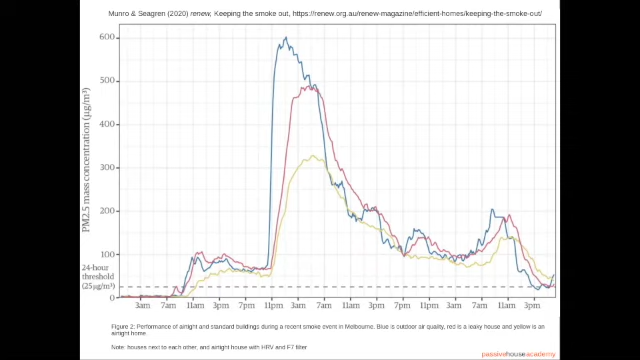 Munro & Seagren (2020) renew, Keeping the smoke out, https://renew.org.au/renew-magazine/efficient-homes/keeping-the-smoke-out/
PM2.5 mass concentration (µg/m³)
600
500
400
300
200
100
24-hour
threshold
(25µg/m³)
0
3am 7am 11am 3pm 7pm 11pm 3am 7am 11am 3pm 7pm 11pm 3am 7am 11am 3pm
Figure 2: Performance of airight and standard buildings during a recent smoke event in Melbourne. Blue is outdoor air quality, red is a leaky house and yellow is an
airtight home.
Note: houses next to each other, and airtight house with HRV and F7 filter
passivehouseacademy